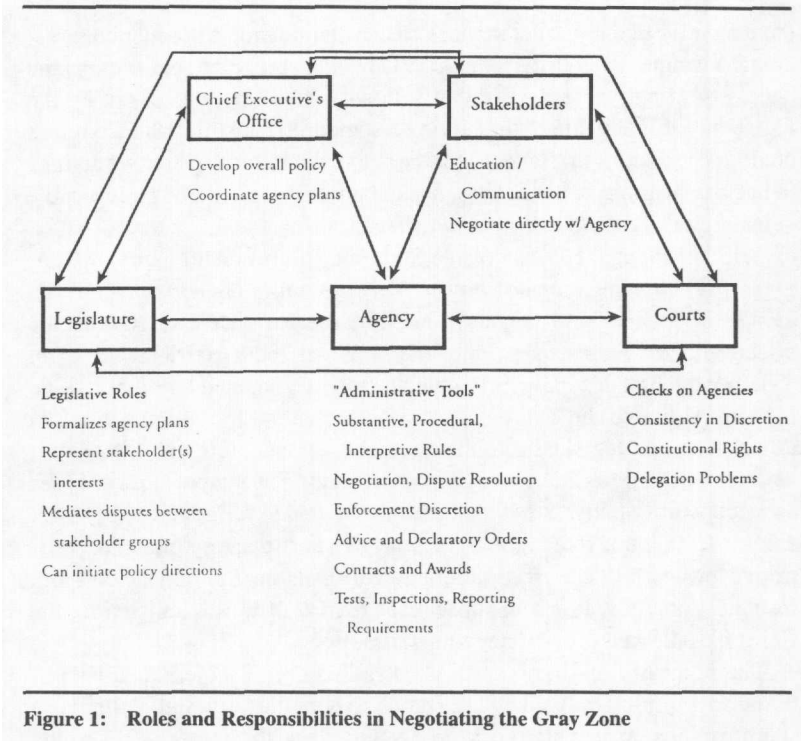 Chief Executive's
Office
Stakeholders
Develop overall policy
Coordinate agency plans
Education /
Communication
Negotiate directly w/ Agency
Legislature
Agency
Courts
Legislative Roles
Formalizes agency plans
Represent stakeholder(s)
interests
Mediates disputes between
stakeholder groups
Can initiate policy directions
"Administrative Tools"
Substantive, Procedural,
Interpretive Rules
Negotiation, Dispute Resolution
Enforcement Discretion
Advice and Declaratory Orders
Contracts and Awards
Tests, Inspections, Reporting
Requirements
Checks on Agencies
Consistency in Discretion
Constitutional Rights
Delegation Problems
Figure 1: Roles and Responsibilities in Negotiating the Gray Zone